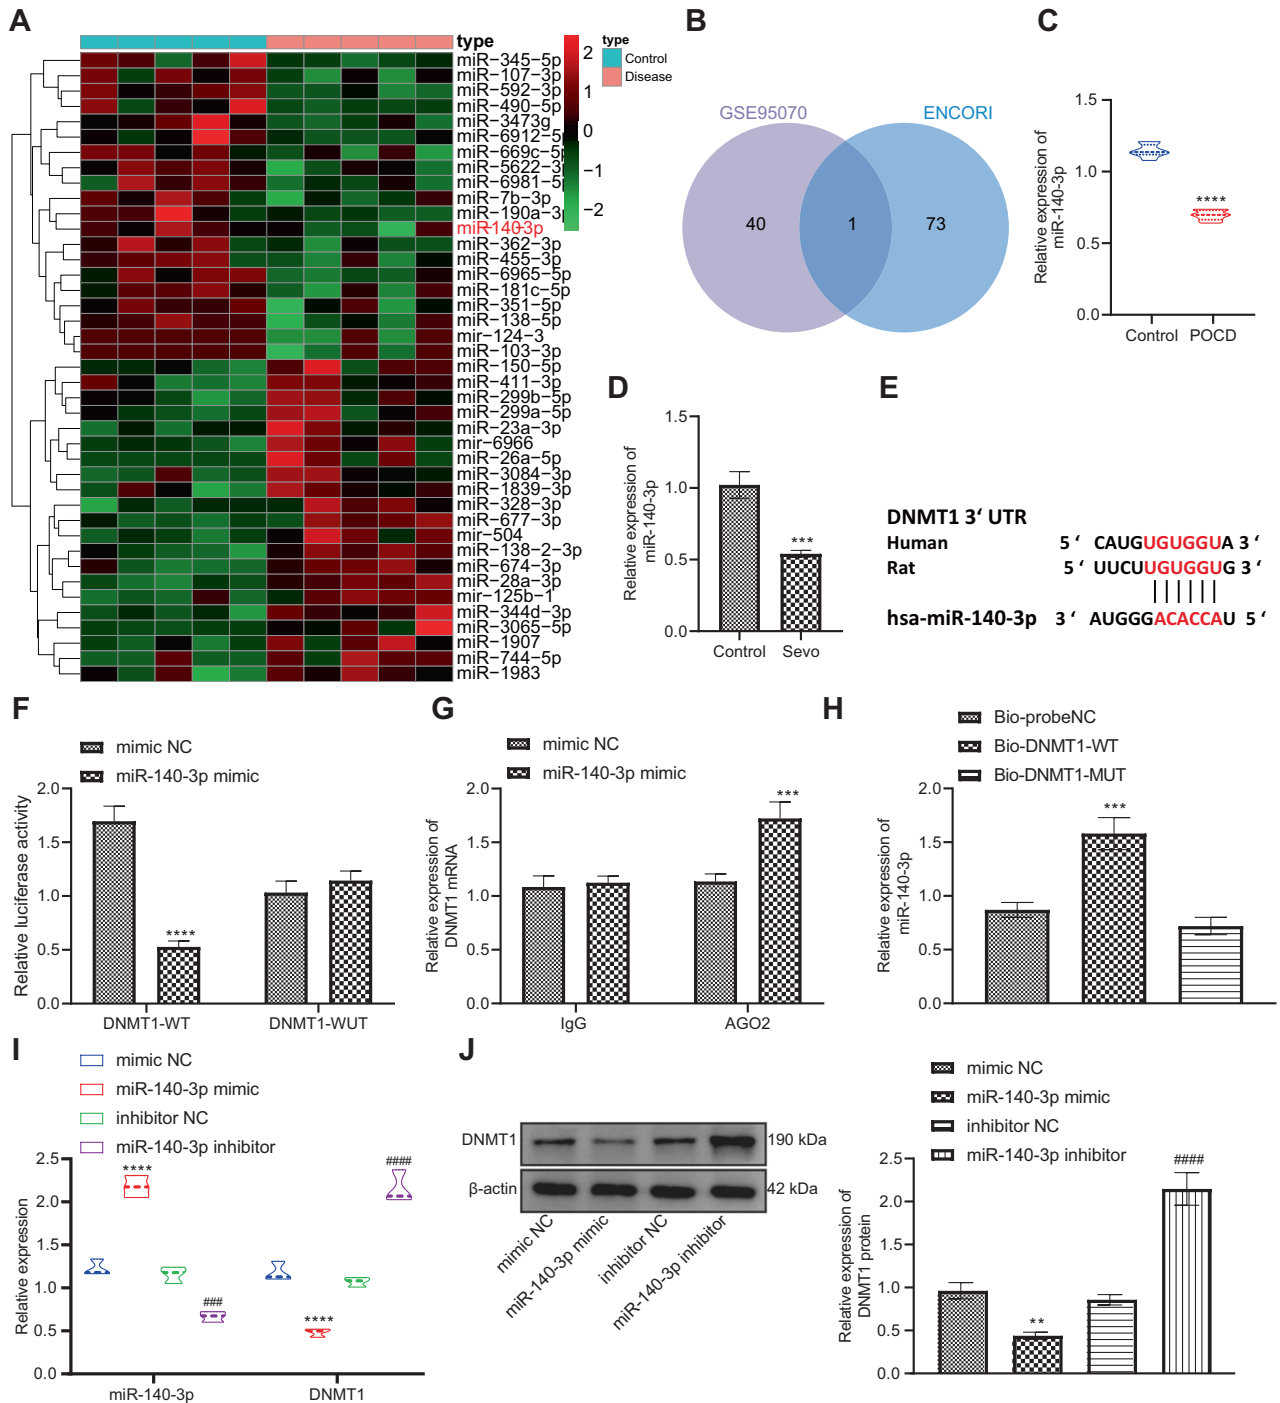 A
type
miR−345−5p
miR−107−3p
miR−592−3p
miR−490−5p
miR−3473g
miR−6912−5p
miR−669c−5p
miR−5622−3p
miR−6981−5p
miR−7b−3p
miR−190a−3p
miR−140−3p
miR−362−3p
miR−455−3p
miR−6965−5p
miR−181c−5p
miR−351−5p
miR−138−5p
mir−124−3
miR−103−3p
miR−150−5p
miR−411−3p
miR−299b−5p
miR−299a−5p
miR−23a−3p
mir−6966
miR−26a−5p
miR−3084−3p
miR−1839−3p
miR−328−3p
miR−677−3p
mir−504
miR−138−2−3p
miR−674−3p
miR−28a−3p
mir−125b−1
miR−344d−3p
miR−3065−5p
miR−1907
miR−744−5p
miR−1983
2
1
0
−1
−2
type
Control
Disease
B
GSE95070
ENCORI
40
1
73
C
Relative expression of
miR-140-3p
1.5
1.0
0.5
0.0
****
Control POCD
D
Relative expression of
miR-140-3p
1.5
1.0
0.5
0.0
***
Control Sevo
E
DNMT1 3‘ UTR
Human 5 ‘ CAUGUGUGGUA 3 ‘
Rat 5 ‘ UUCUUGUGGUG 3 ‘
hsa-miR-140-3p 3 ‘ AUGGGACACCAU 5 ‘
F
mimic NC
miR-140-3p mimic
Relative luciferase activity
2.0
1.5
1.0
0.5
0.0
****
DNMT1-WT DNMT1-WUT
G
mimic NC
miR-140-3p mimic
Relative expression of
DNMT1 mRNA
2.0
1.5
1.0
0.5
0.0
***
IgG AGO2
H
Bio-probeNC
Bio-DNMT1-WT
Bio-DNMT1-MUT
Relative expression of
miR-140-3p
2.0
1.5
1.0
0.5
0.0
***
I
mimic NC
miR-140-3p mimic
inhibitor NC
miR-140-3p inhibitor
Relative expression
2.5
2.0
1.5
1.0
0.5
0.0
****
###
****
####
miR-140-3p DNMT1
J
DNMT1 190 kDa
β-actin 42 kDa
mimic NC
miR-140-3p mimic
inhibitor NC
miR-140-3p inhibitor
mimic NC
miR-140-3p mimic
inhibitor NC
miR-140-3p inhibitor
Relative expression of
DNMT1 protein
2.5
2.0
1.5
1.0
0.5
0.0
**
####